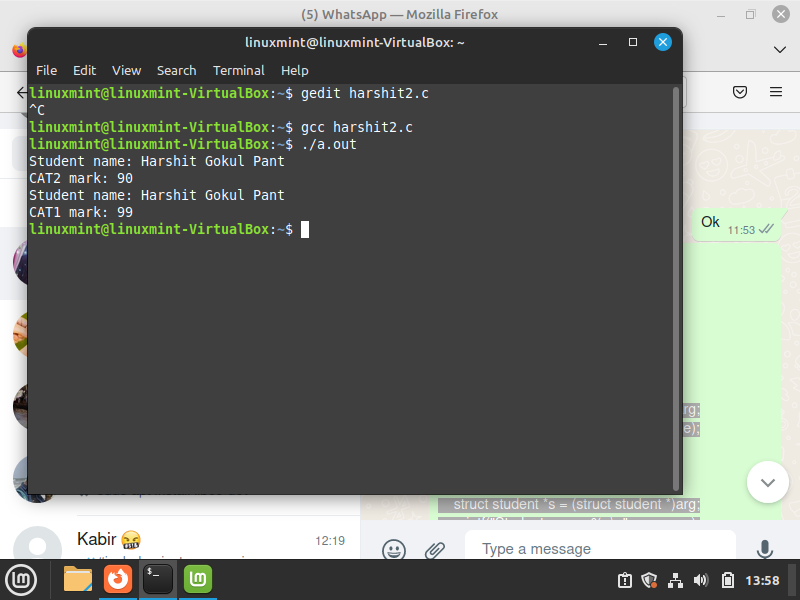 (5) WhatsApp — Mozilla Firefox
linuxmint@linuxmint-VirtualBox: ~
File Edit View Search Terminal Help
linuxmint@linuxmint-VirtualBox:~$ gedit harshit2.c
^C
linuxmint@linuxmint-VirtualBox:~$ gcc harshit2.c
linuxmint@linuxmint-VirtualBox:~$ ./a.out
Student name: Harshit Gokul Pant
CAT2 mark: 90
Student name: Harshit Gokul Pant
CAT1 mark: 99
linuxmint@linuxmint-VirtualBox:~$
Ok 11:53
arg;
e);
struct student *s = (struct student *)arg;
Kabir 🤬 12:19
Type a message
13:58